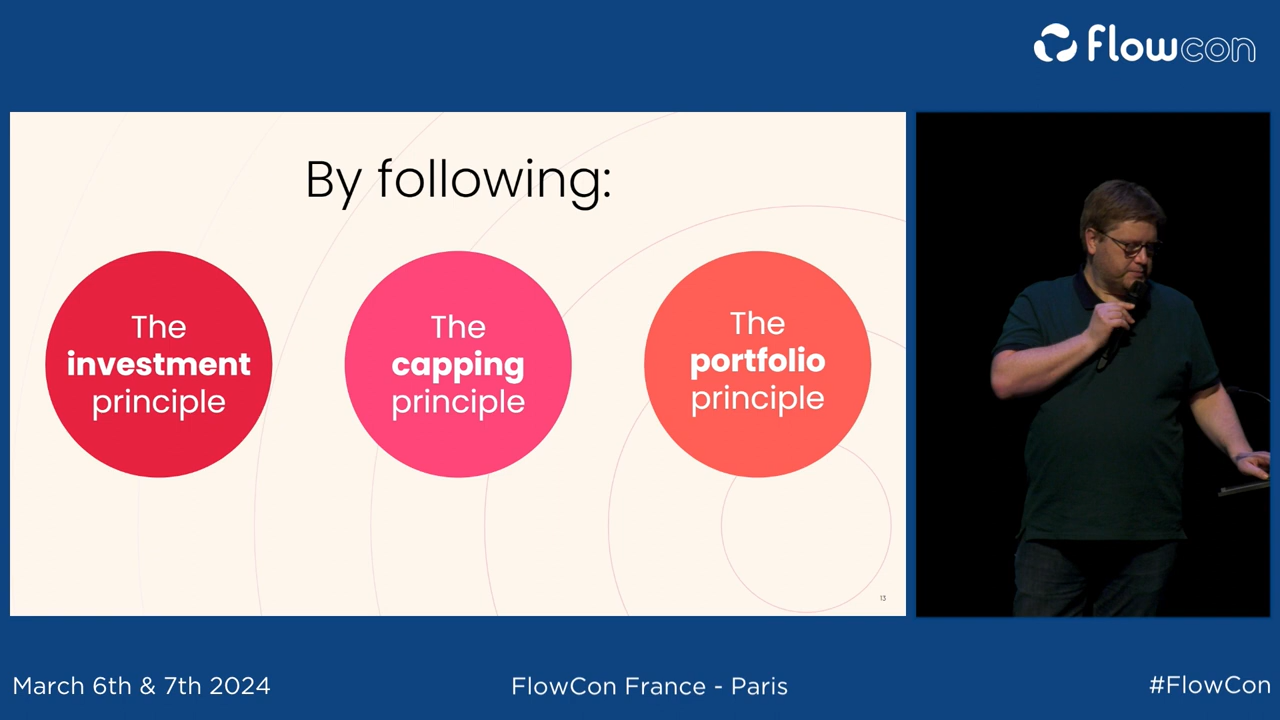 flowcon
By following:
The
investment
principle
The
capping
principle
The
portfolio
principle
13
March 6th & 7th 2024
FlowCon France - Paris
#FlowCon